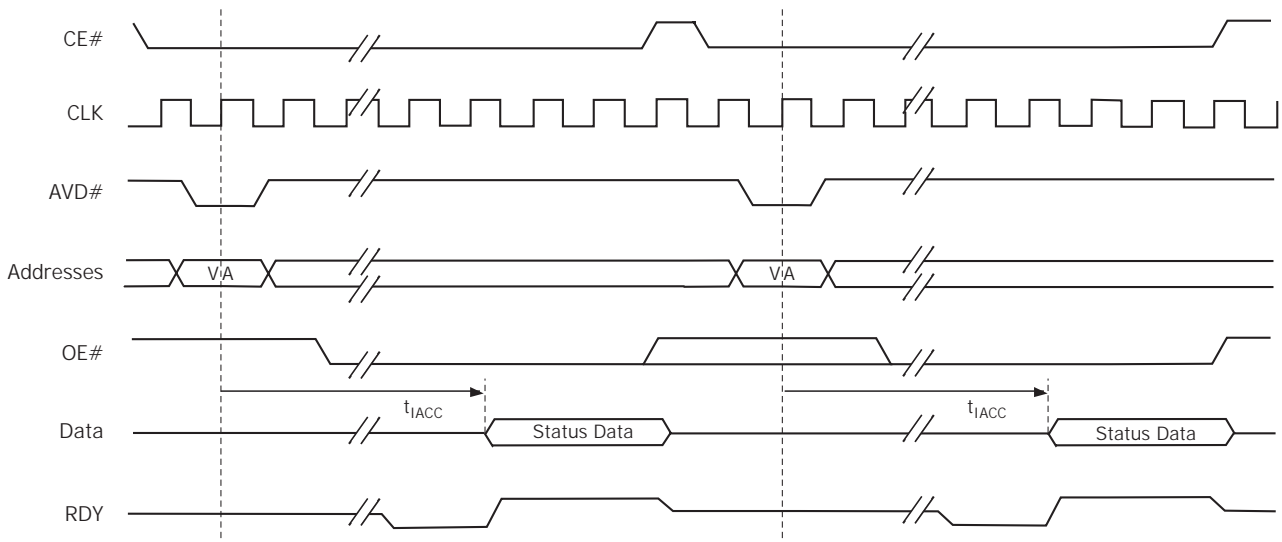 CE#
CLK
AVD#
Addresses VA VA
OE#
tIACC tIACC
Data Status Data Status Data
RDY